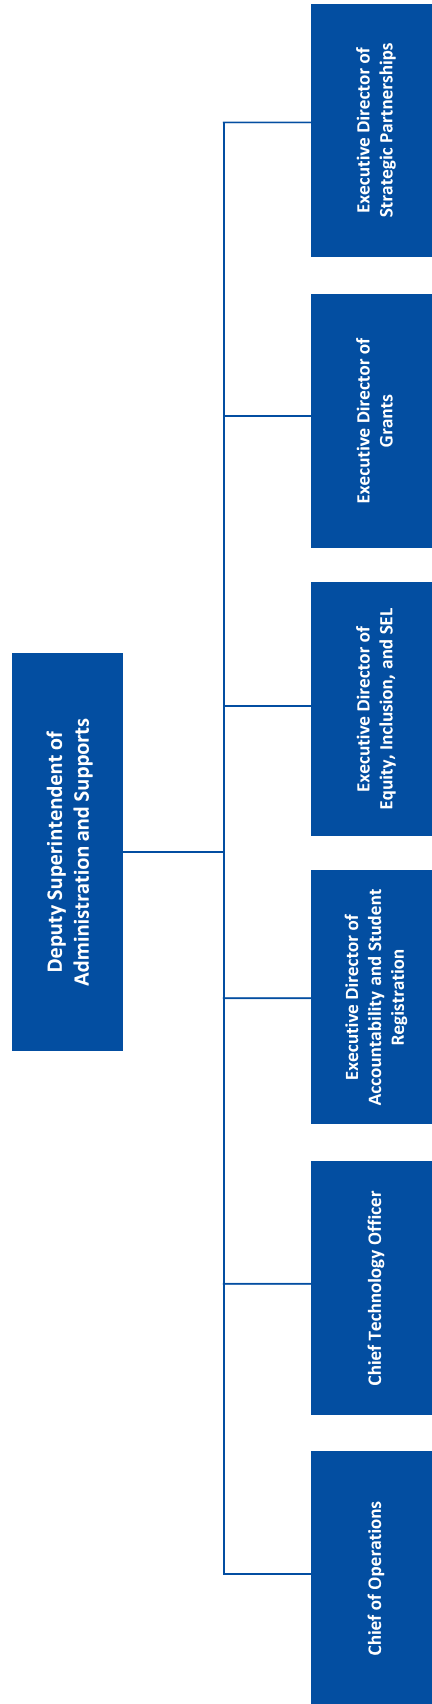 Deputy Superintendent of
Administration and Supports
Chief of Operations
Chief Technology Officer
Executive Director of
Accountability and Student
Registration
Executive Director of
Equity, Inclusion, and SEL
Executive Director of
Grants
Executive Director of
Strategic Partnerships